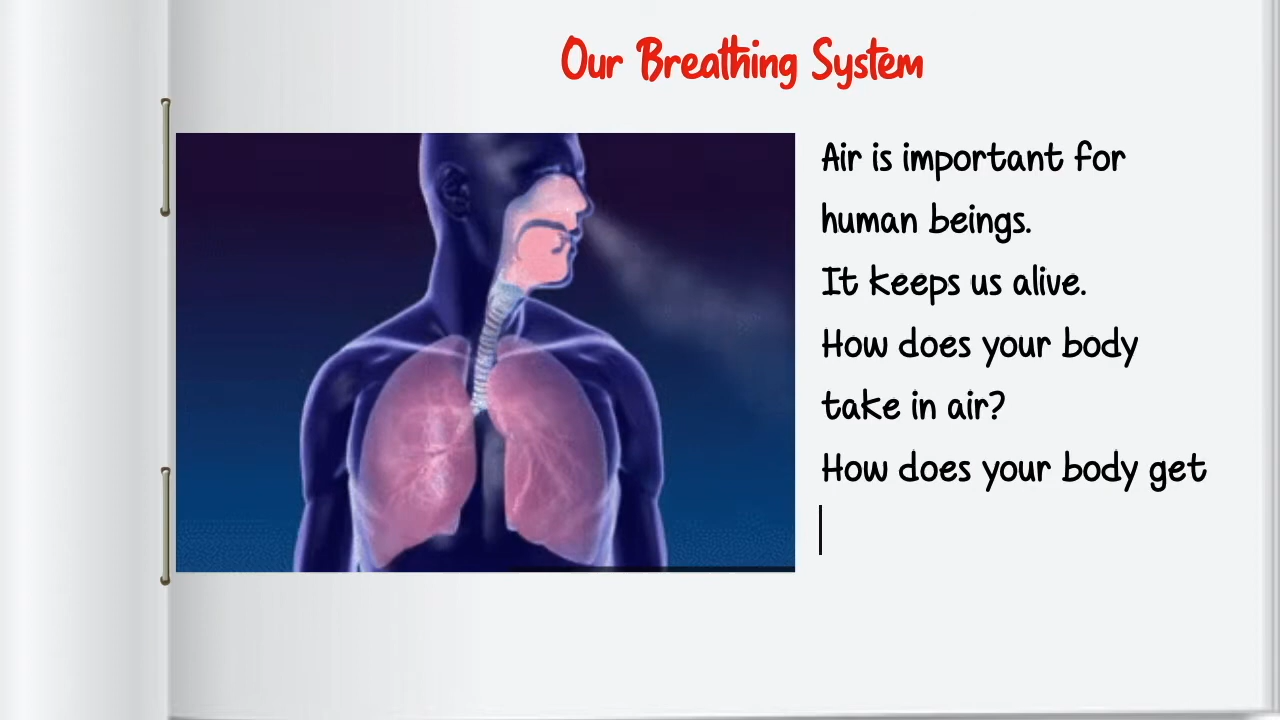 Our Breathing System
Air is important for
human beings.
It keeps us alive.
How does your body
take in air?
How does your body get